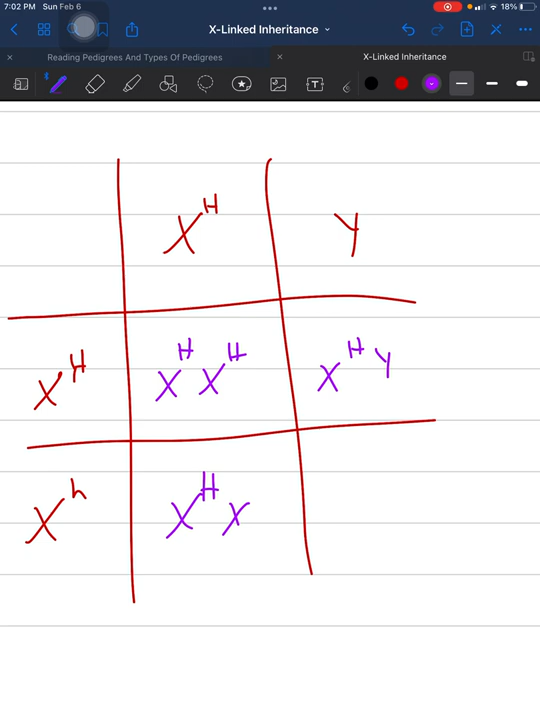 7:02 PM Sun Feb 6 18%
X-Linked Inheritance
Reading Pedigrees And Types Of Pedigrees X-Linked Inheritance
T
X^H Y
X^H X^H X^H X^H Y
X^h X^H X